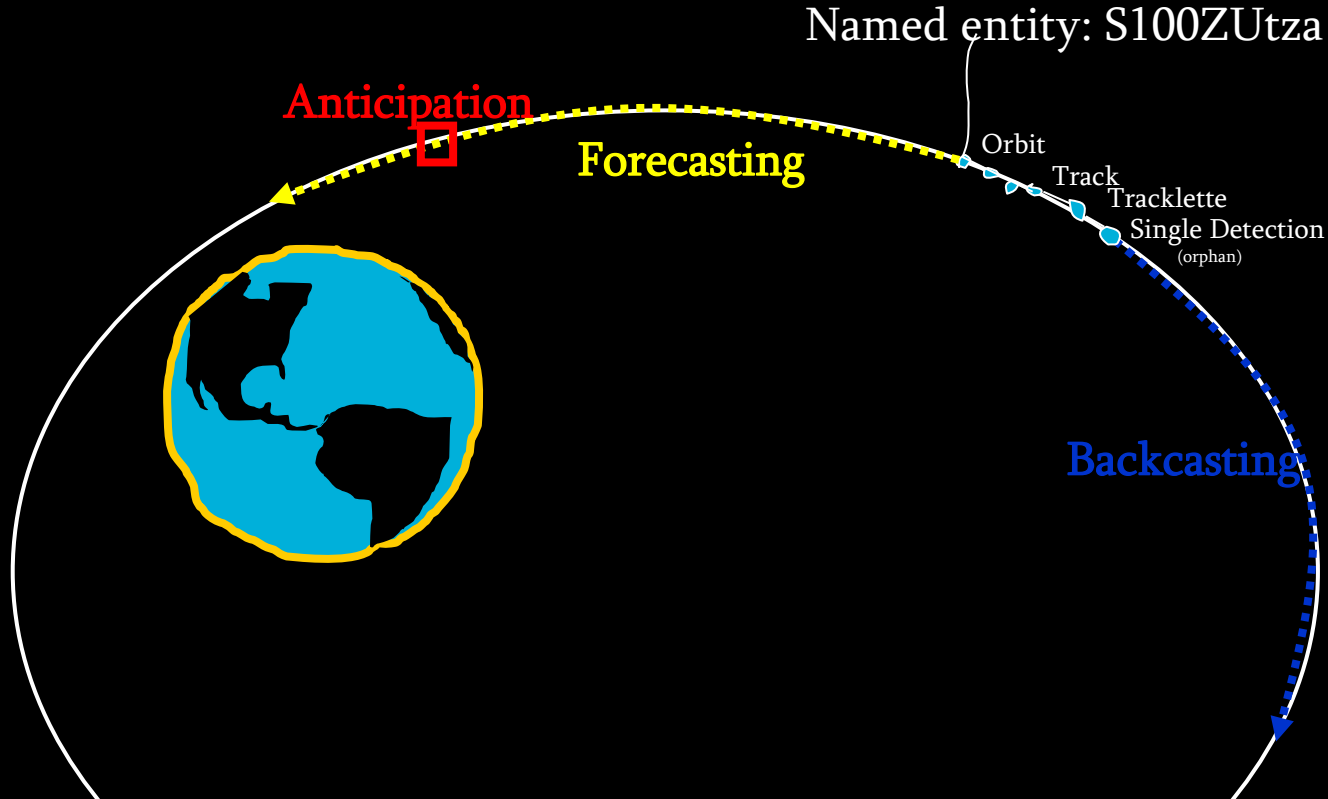 Named entity: S100ZUtza
Anticipation
Orbit
Forecasting
Track
Tracklette
Single Detection
(orphan)
Backcasting